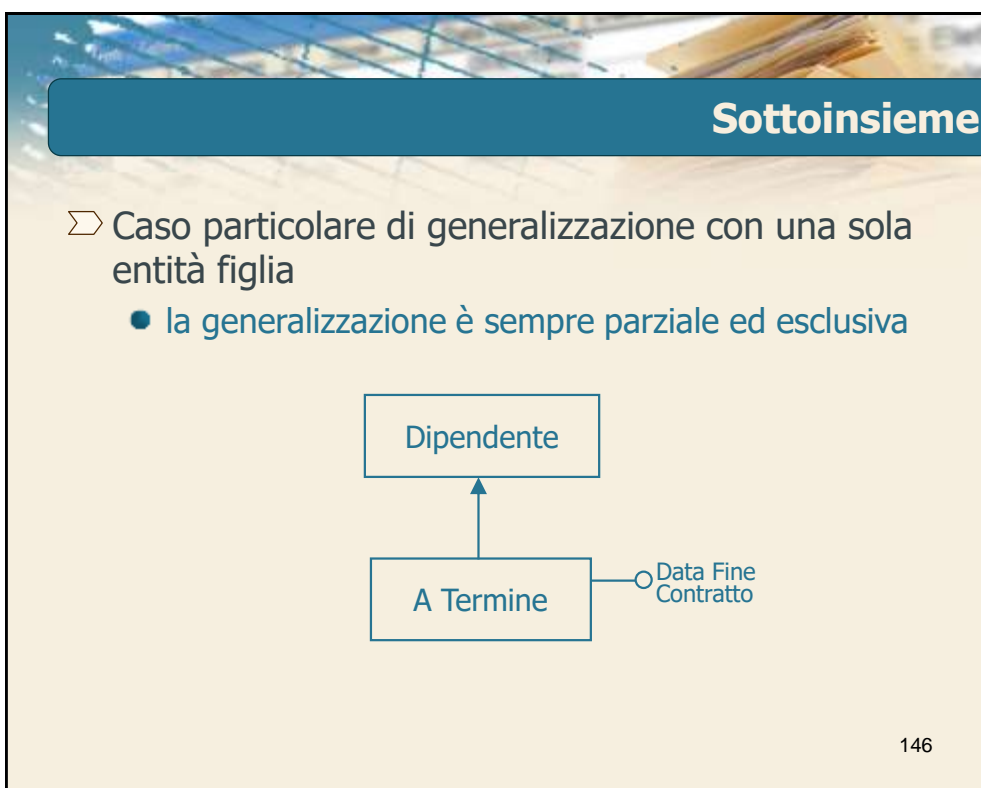 Sottoinsieme
Caso particolare di generalizzazione con una sola
entità figlia
la generalizzazione è sempre parziale ed esclusiva
Dipendente
A Termine
Data Fine
Contratto
146